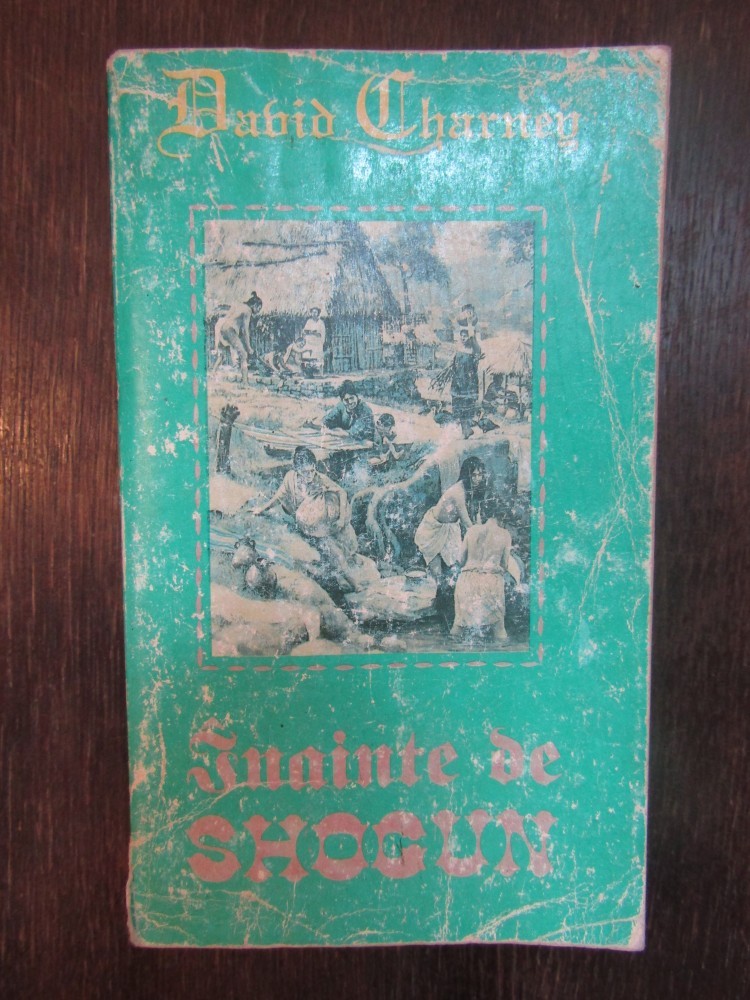 David Charney
Înainte de
SHOGUN